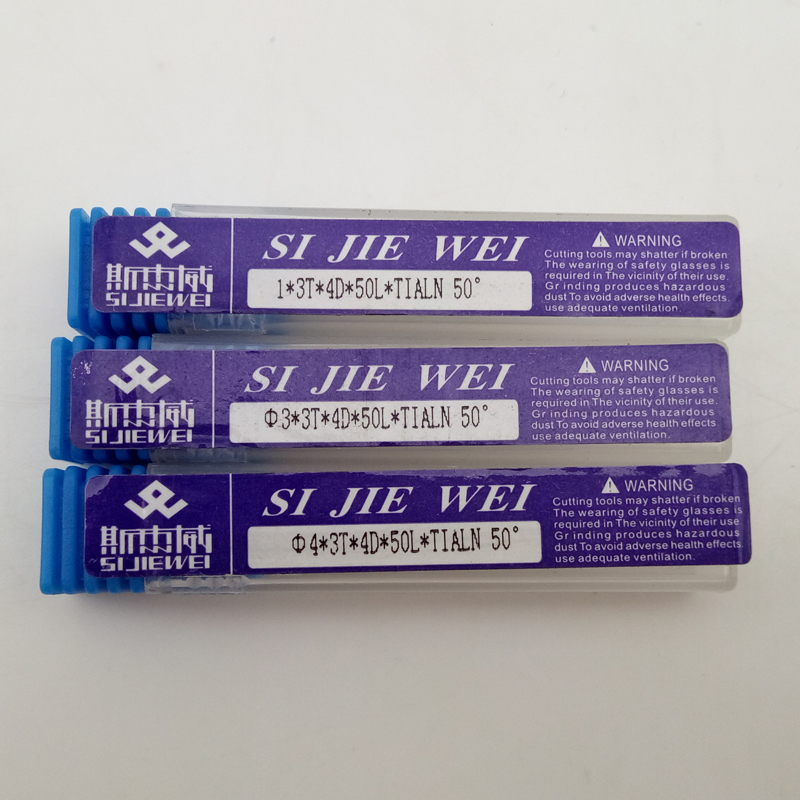 斯杰威
SIJIEWEI
SI JIE WEI
1*3T*4D*50L*TIALN 50°
WARNING
Cutting tools may shatter if broken
The wearing of safety glasses is
required in The vicinity of their use.
Gr inding produces hazardous
dust To avoid adverse health effects.
use adequate ventilation.
斯杰威
SIJIEWEI
SI JIE WEI
Φ3*3T*4D*50L*TIALN 50°
WARNING
Cutting tools may shatter if broken
The wearing of safety glasses is
required in The vicinity of their use.
Gr inding produces hazardous
dust To avoid adverse health effects.
use adequate ventilation.
斯杰威
SIJIEWEI
SI JIE WEI
Φ4*3T*4D*50L*TIALN 50°
WARNING
Cutting tools may shatter if broken
The wearing of safety glasses is
required in The vicinity of their use.
Gr inding produces hazardous
dust To avoid adverse health effects.
use adequate ventilation.